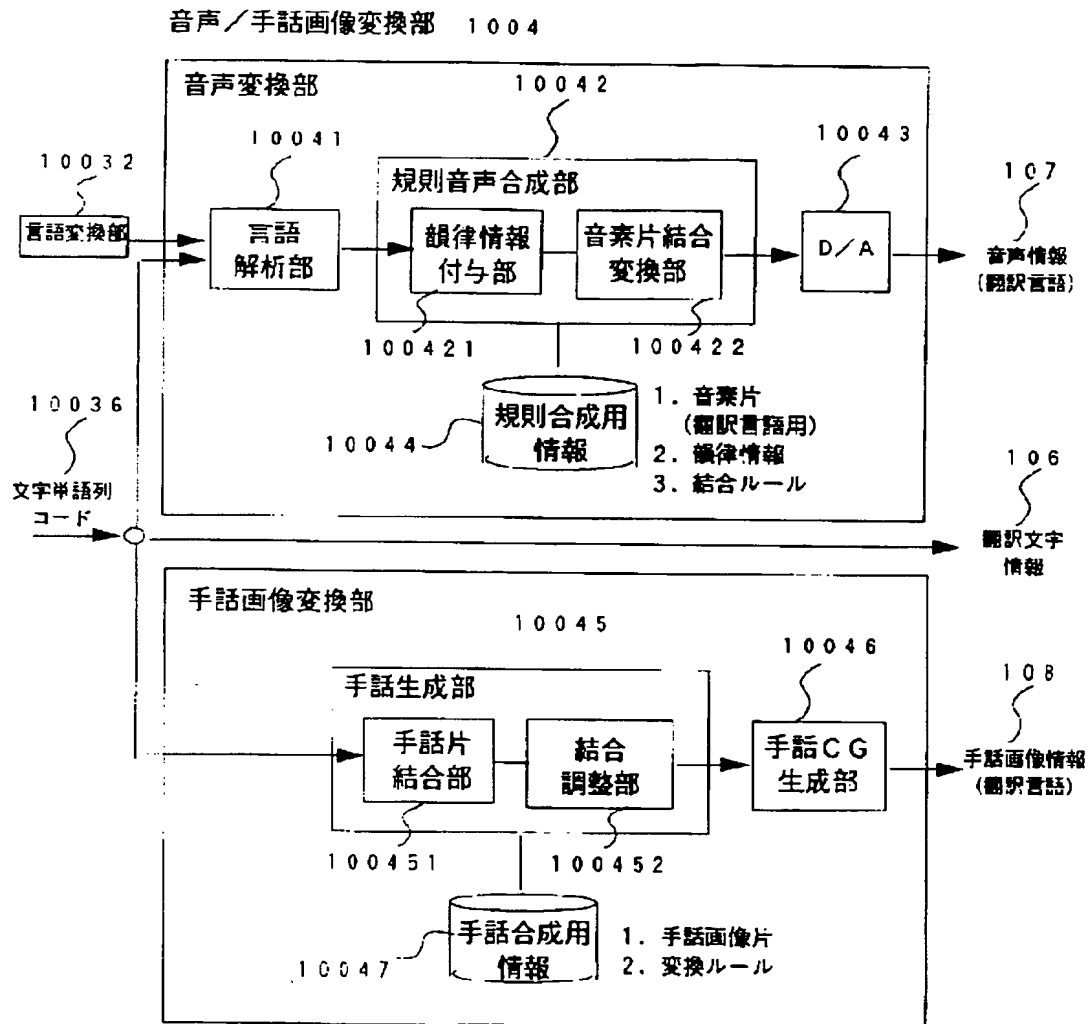 音声／手話画像変換部 1004
音声変換部
10042
10041
10043
10032
107
規則音声合成部
言語変換部
言語
解析部
韻律情報
付与部
音素片結合
変換部
D／A
音声情報
(翻訳言語)
100421
100422
10036
規則合成用
情報
10044
1. 音素片
(翻訳言語用)
2. 韻律情報
3. 結合ルール
文字単語列
コード
106
翻訳文字
情報
手話画像変換部
10045
10046
108
手話生成部
手話片
結合部
結合
調整部
手話CG
生成部
手話画像情報
(翻訳言語)
100451
100452
手話合成用
情報
10047
1. 手話画像片
2. 変換ルール